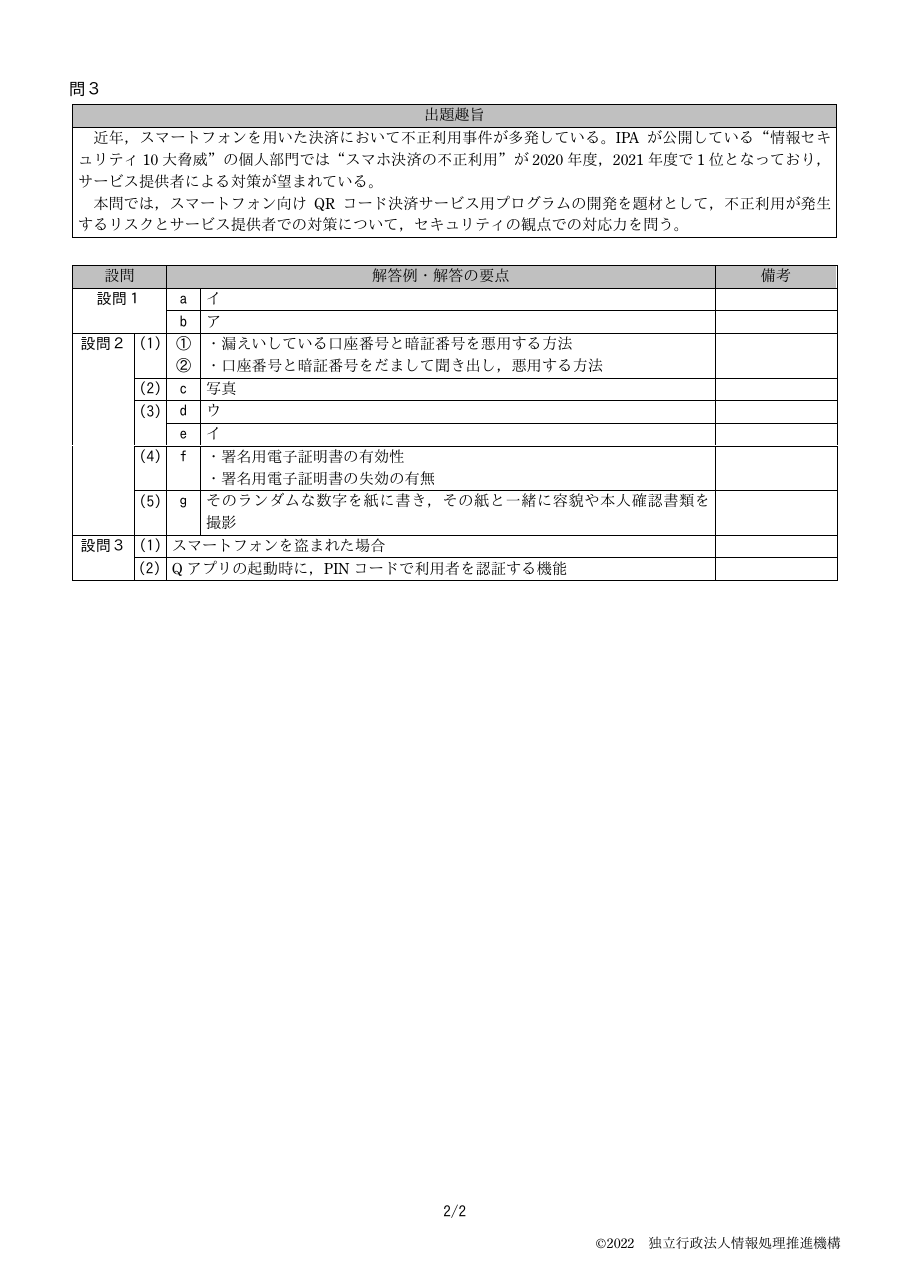 問３
出題趣旨
近年，スマートフォンを用いた決済において不正利用事件が多発している。IPA が公開している“情報セキ
ュリティ 10 大脅威”の個人部門では“スマホ決済の不正利用”が 2020 年度，2021 年度で 1 位となっており，
サービス提供者による対策が望まれている。
本問では，スマートフォン向け QR コード決済サービス用プログラムの開発を題材として，不正利用が発生
するリスクとサービス提供者での対策について，セキュリティの観点での対応力を問う。
設問 解答例・解答の要点 備考
設問１ a イ
b ア
設問２ (1) ① ・漏えいしている口座番号と暗証番号を悪用する方法
② ・口座番号と暗証番号をだまして聞き出し，悪用する方法
(2) c 写真
(3) d ウ
e イ
(4) f ・署名用電子証明書の有効性
・署名用電子証明書の失効の有無
(5) g そのランダムな数字を紙に書き，その紙と一緒に容貌や本人確認書類を
撮影
設問３ (1) スマートフォンを盗まれた場合
(2) Q アプリの起動時に，PIN コードで利用者を認証する機能
2/2
©2022 独立行政法人情報処理推進機構